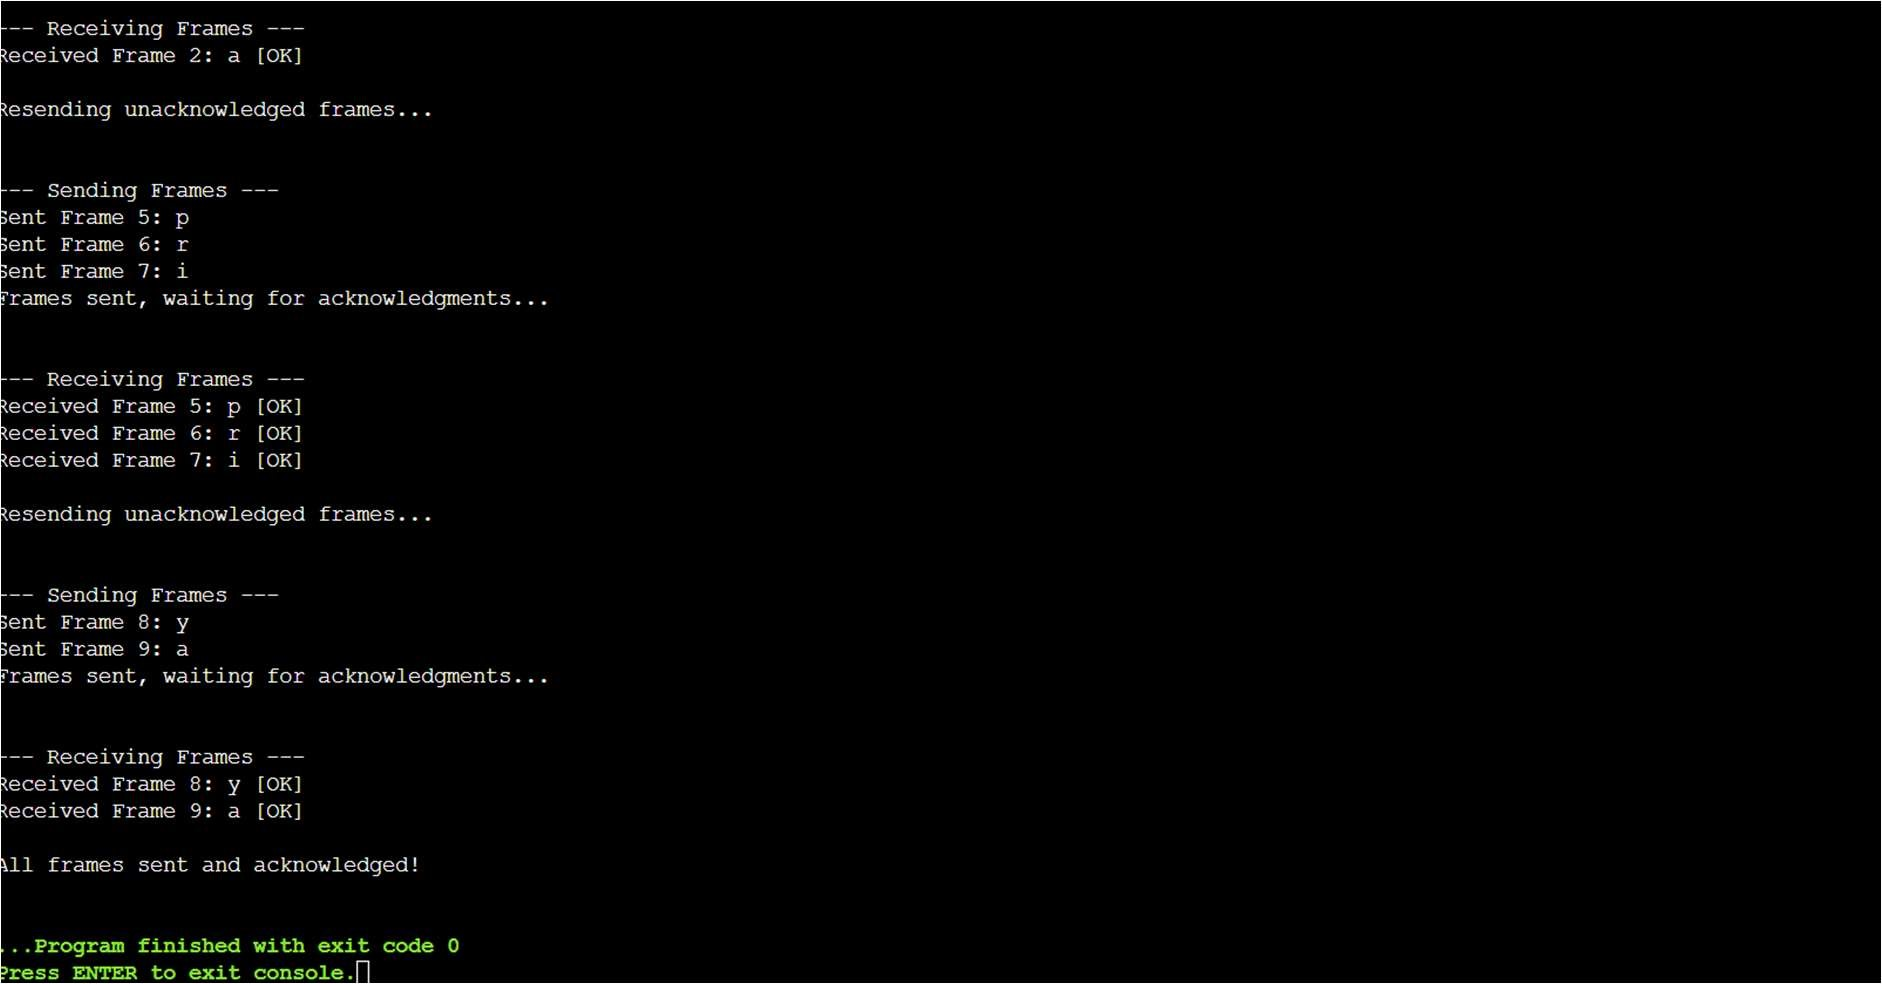 --- Receiving Frames ---
Received Frame 2: a [OK]
Resending unacknowledged frames...
--- Sending Frames ---
Sent Frame 5: p
Sent Frame 6: r
Sent Frame 7: i
Frames sent, waiting for acknowledgments...
--- Receiving Frames ---
Received Frame 5: p [OK]
Received Frame 6: r [OK]
Received Frame 7: i [OK]
Resending unacknowledged frames...
--- Sending Frames ---
Sent Frame 8: y
Sent Frame 9: a
Frames sent, waiting for acknowledgments...
--- Receiving Frames ---
Received Frame 8: y [OK]
Received Frame 9: a [OK]
All frames sent and acknowledged!
...Program finished with exit code 0
Press ENTER to exit console.